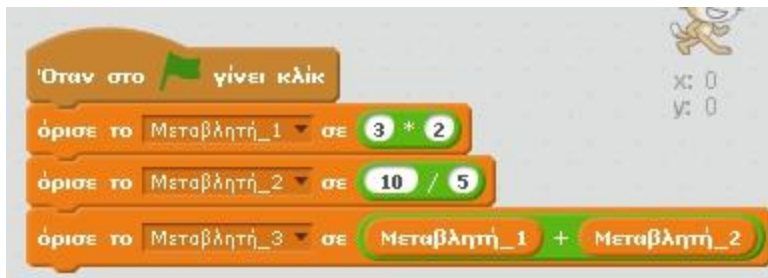 Όταν στο γίνει κλίκ
x: 0
y: 0
όρισε το Μεταβλητή_1 σε 3 * 2
όρισε το Μεταβλητή_2 σε 10 / 5
όρισε το Μεταβλητή_3 σε Μεταβλητή_1 + Μεταβλητή_2